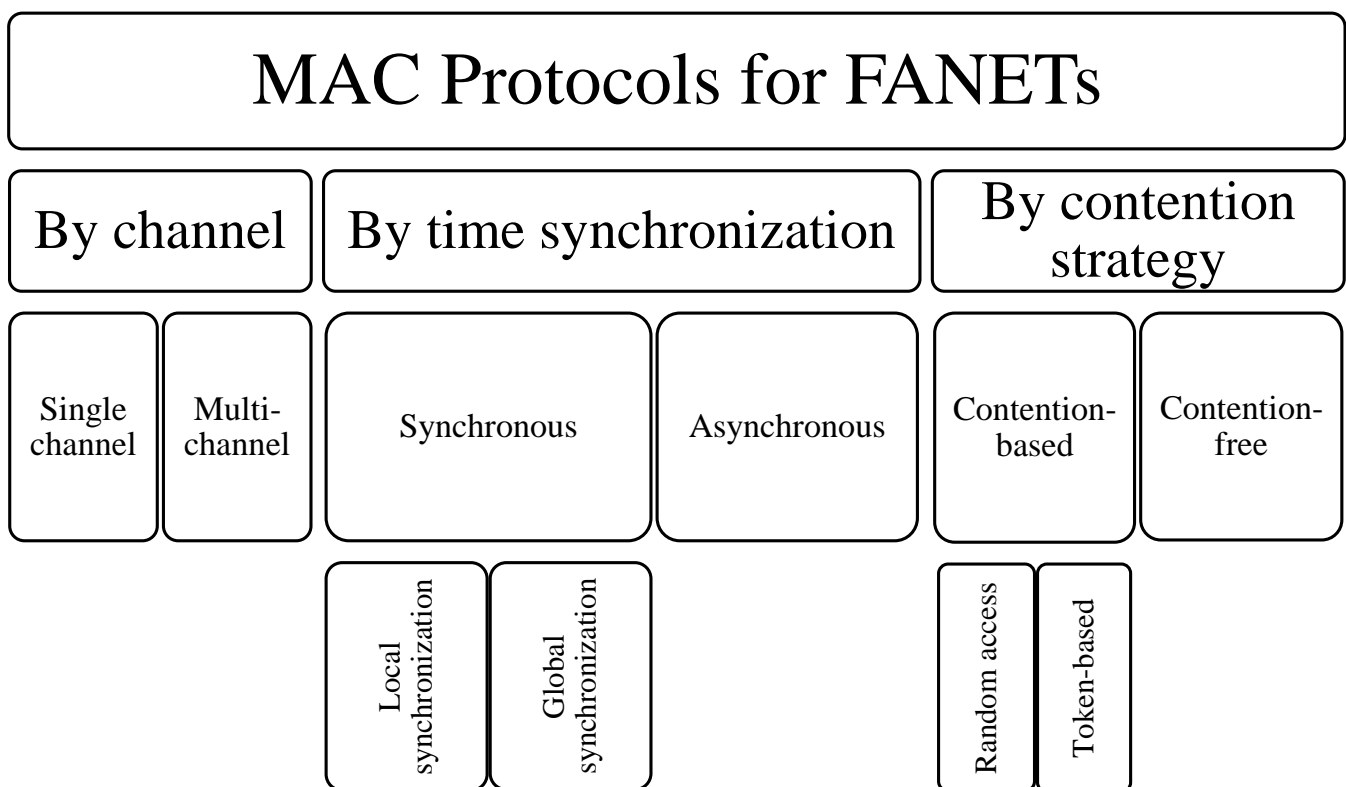 MAC Protocols for FANETs
By channel
By time synchronization
By contention
strategy
Single
channel
Multi-
channel
Synchronous
Asynchronous
Contention-
based
Contention-
free
Local
synchronization
Global
synchronization
Random access
Token-based